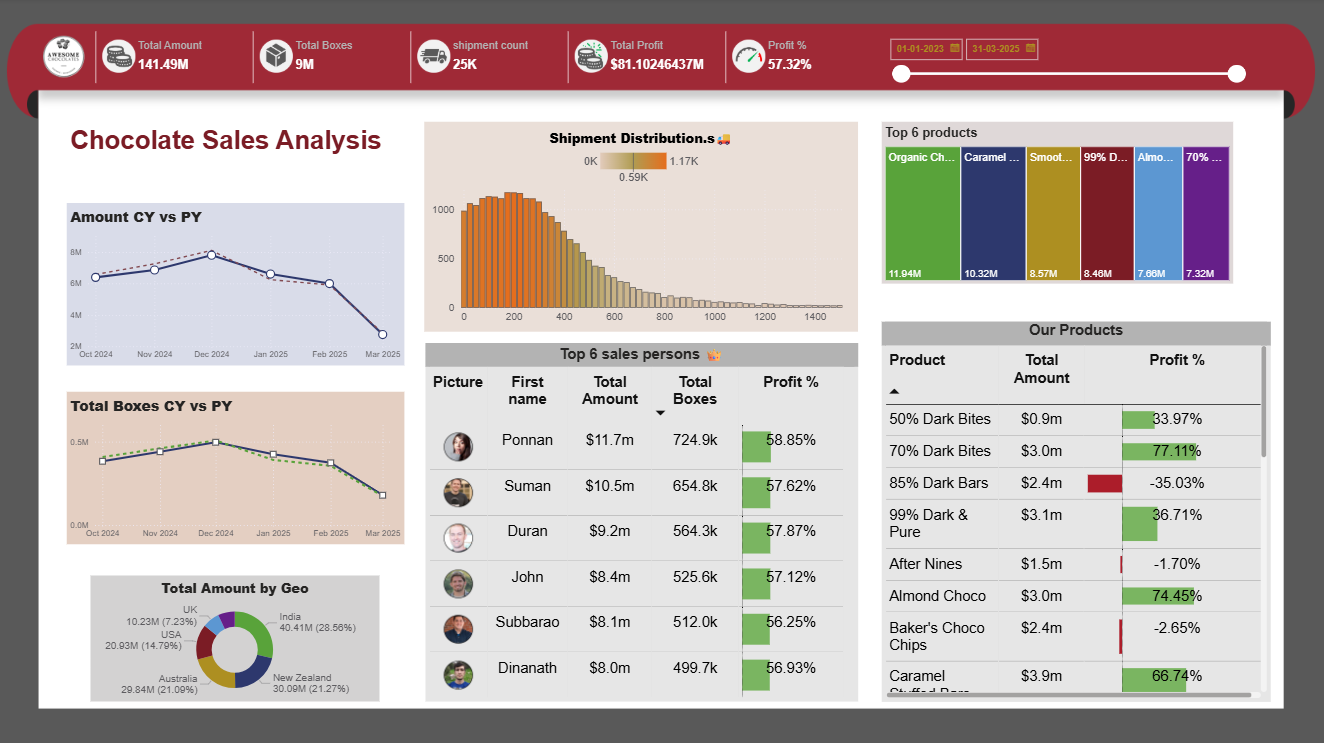 AWESOME
CHOCOLATES
Total Amount
141.49M
Total Boxes
9M
shipment count
25K
Total Profit
$81.10246437M
Profit %
57.32%
01-01-2023
31-03-2025
Chocolate Sales Analysis
Amount CY vs PY
8M
6M
4M
2M
Oct 2024 Nov 2024 Dec 2024 Jan 2025 Feb 2025 Mar 2025
Total Boxes CY vs PY
0.5M
0.0M
Oct 2024 Nov 2024 Dec 2024 Jan 2025 Feb 2025 Mar 2025
Total Amount by Geo
UK
10.23M (7.23%)
USA
20.93M (14.79%)
Australia
29.84M (21.09%)
India
40.41M (28.56%)
New Zealand
30.09M (21.27%)
Shipment Distribution.s
0K 1.17K
0.59K
1000
500
0
0 200 400 600 800 1000 1200 1400
Top 6 sales persons
Picture First name Total Amount Total Boxes Profit %
Ponnan $11.7m 724.9k 58.85%
Suman $10.5m 654.8k 57.62%
Duran $9.2m 564.3k 57.87%
John $8.4m 525.6k 57.12%
Subbarao $8.1m 512.0k 56.25%
Dinanath $8.0m 499.7k 56.93%
Top 6 products
Organic Ch... Caramel ... Smoot... 99% D... Almo... 70% ...
11.94M 10.32M 8.57M 8.46M 7.66M 7.32M
Our Products
Product Total Amount Profit %
50% Dark Bites $0.9m 33.97%
70% Dark Bites $3.0m 77.11%
85% Dark Bars $2.4m -35.03%
99% Dark & Pure $3.1m 36.71%
After Nines $1.5m -1.70%
Almond Choco $3.0m 74.45%
Baker's Choco Chips $2.4m -2.65%
Caramel Stuffed Bars $3.9m 66.74%